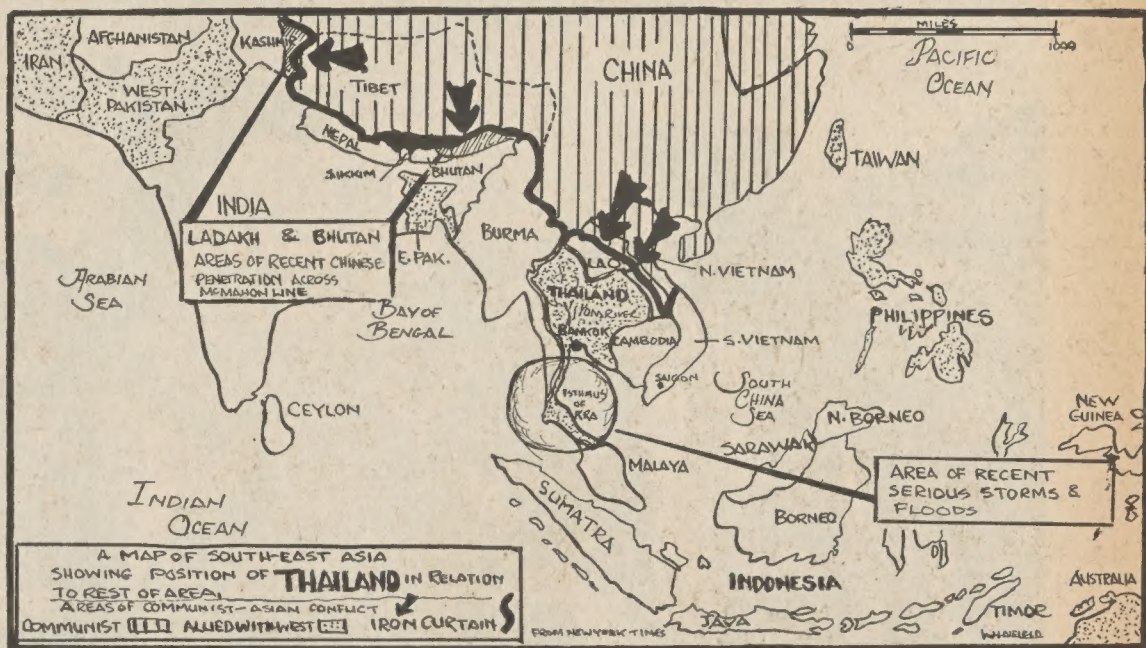 MILES
0
1000
AFGHANISTAN
KASHMIR
IRAN
WEST
PAKISTAN
TIBET
CHINA
PACIFIC
OCEAN
NEPAL
SIKKIM
BHUTAN
TAIWAN
INDIA
LADAKH & BHUTAN
AREAS OF RECENT CHINESE
PENETRATION ACROSS
MCMAHON LINE
E. PAK.
BURMA
LAO
N. VIETNAM
ARABIAN
SEA
BAY OF
BENGAL
THAILAND
BANKOK
CAMBODIA
S. VIETNAM
SAIGON
PHILIPPINES
SOUTH
CHINA
SEA
CEYLON
ISTHMUS
OF
KRA
N. BORNEO
SARAWAK
NEW
GUINEA
MALAYA
AREA OF RECENT
SERIOUS STORMS &
FLOODS
INDIAN
OCEAN
SUMATRA
BORNEO
INDONESIA
A MAP OF SOUTH-EAST ASIA
SHOWING POSITION OF THAILAND IN RELATION
TO REST OF AREA,
AREAS OF COMMUNIST-ASIAN CONFLICT
COMMUNIST ALLIED WITH WEST IRON CURTAIN
FROM NEW YORK TIMES
JAVA
TIMOR
AUSTRALIA